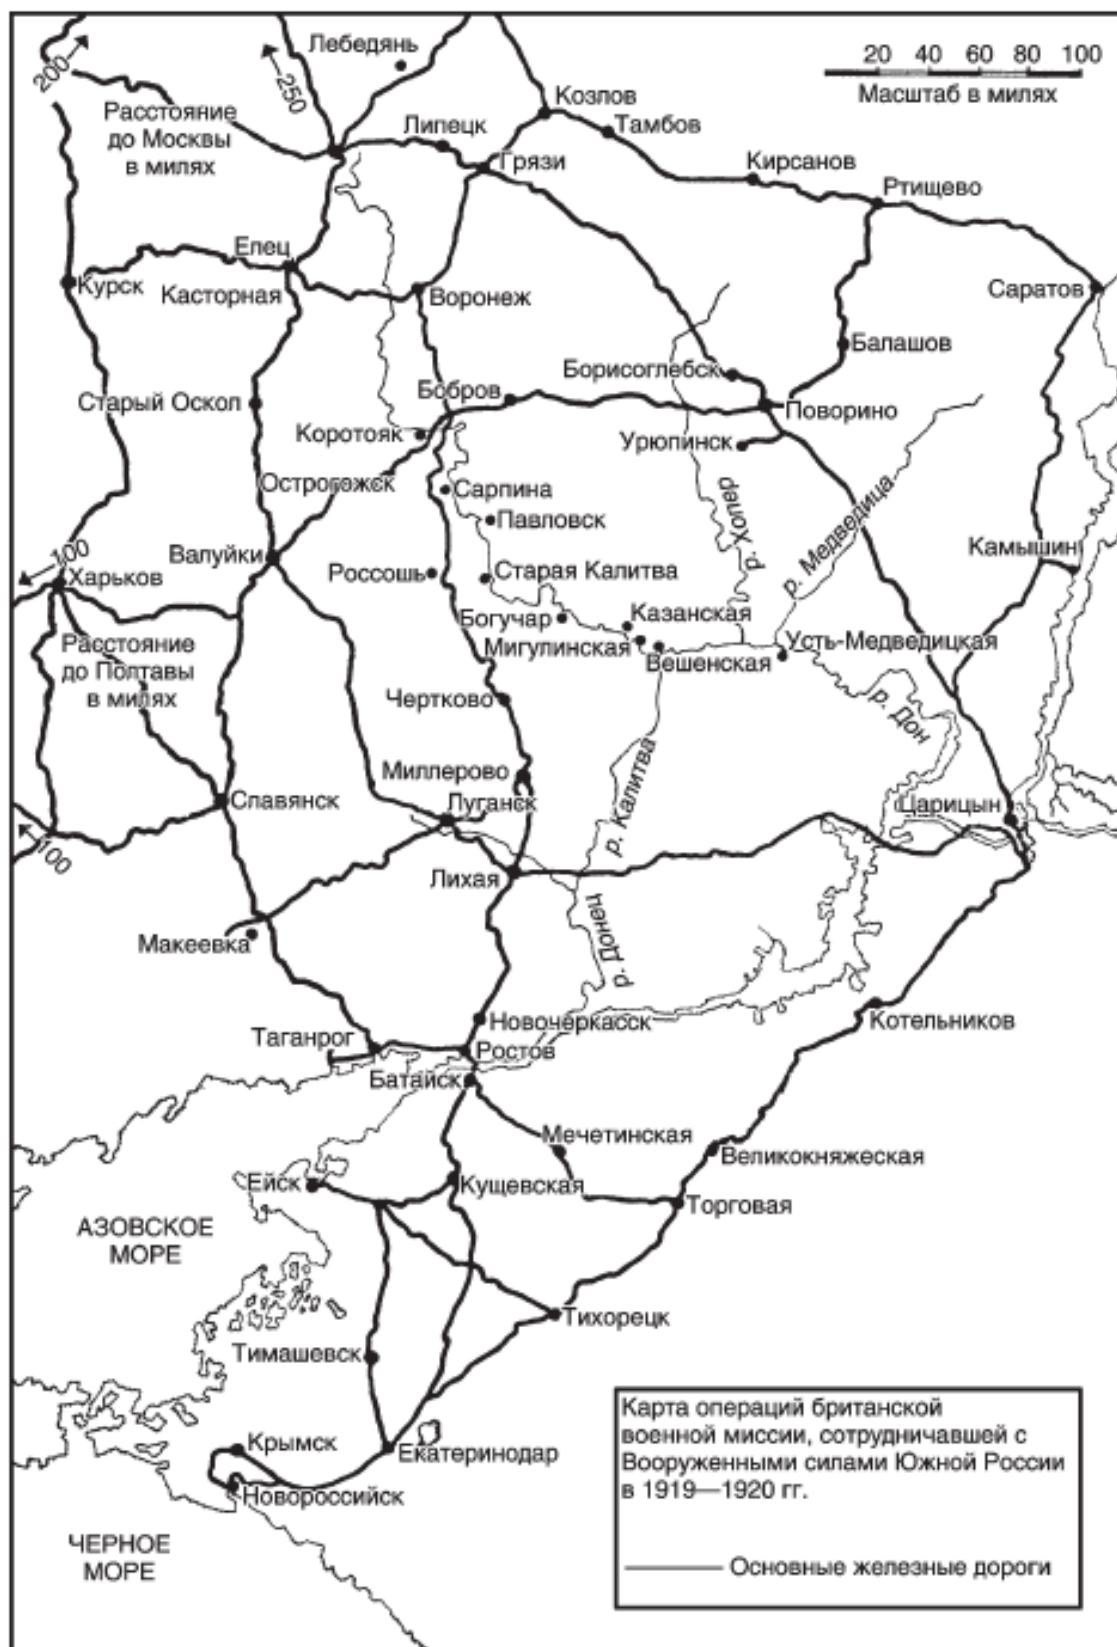 Лебедянь
200
250
20 40 60 80 100
Масштаб в милях
Расстояние
до Москвы
в милях
Козлов
Липецк
Тамбов
Грязи
Кирсанов
Ртищево
Елец
Курск
Касторная
Воронеж
Саратов
Балашов
Борисоглебск
Бобров
Старый Оскол
Поворино
Коротояк
Урюпинск
Острогожск
Сарпина
р. Хопер
р. Медведица
Павловск
100
Валуйки
Камышин
Харьков
Россошь
Старая Калитва
Богучар
Казанская
Расстояние
до Полтавы
в милях
Мигулинская
Усть-Медведицкая
Вешенская
Чертково
р. Дон
Миллерово
р. Калитва
Славянск
Луганск
Царицын
100
Лихая
Макеевка
р. Донец
Новочеркасск
Котельников
Таганрог
Ростов
Батайск
Мечетинская
Великокняжеская
Ейск
Кущевская
Торговая
АЗОВСКОЕ
МОРЕ
Тихорецк
Тимашевск
Карта операций британской
военной миссии, сотрудничавшей с
Вооруженными силами Южной России
в 1919—1920 гг.
Основные железные дороги
Крымск
Екатеринодар
Новороссийск
ЧЕРНОЕ
МОРЕ